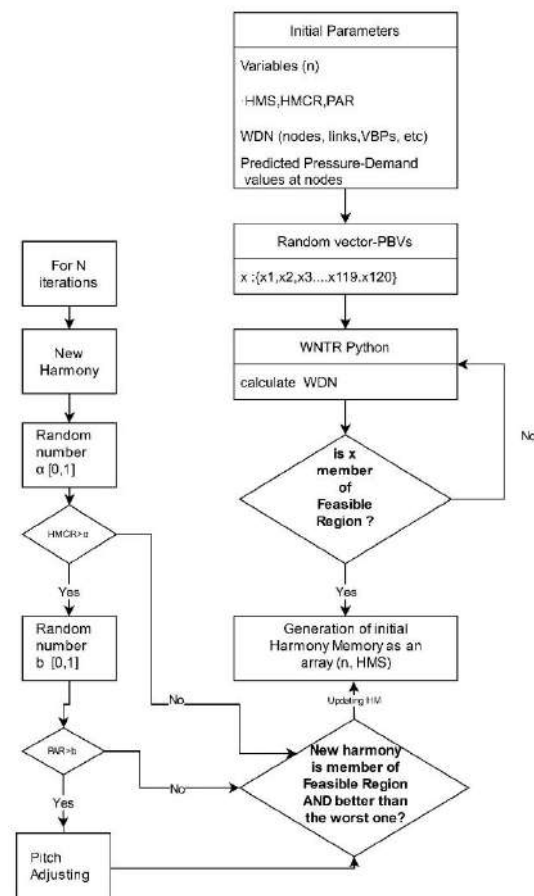 Initial Parameters
Variables (n)
·HMS,HMCR,PAR
WDN (nodes, links,VBPs, etc)
Predicted Pressure-Demand
values at nodes
Random vector-PBVs
x :{x1,x2,x3....x119.x120}
WNTR Python
calculate WDN
No
is x
member
of
Feasible
Region ?
Yes
Generation of initial
Harmony Memory as an
array (n, HMS)
Updating HM
New harmony
is member of
Feasible Region
AND better than
the worst one?
For N
iterations
New
Harmony
Random
number
α [0,1]
HMCR>α
Yes
No
Random
number
b [0,1]
PAR>b
No
Yes
Pitch
Adjusting